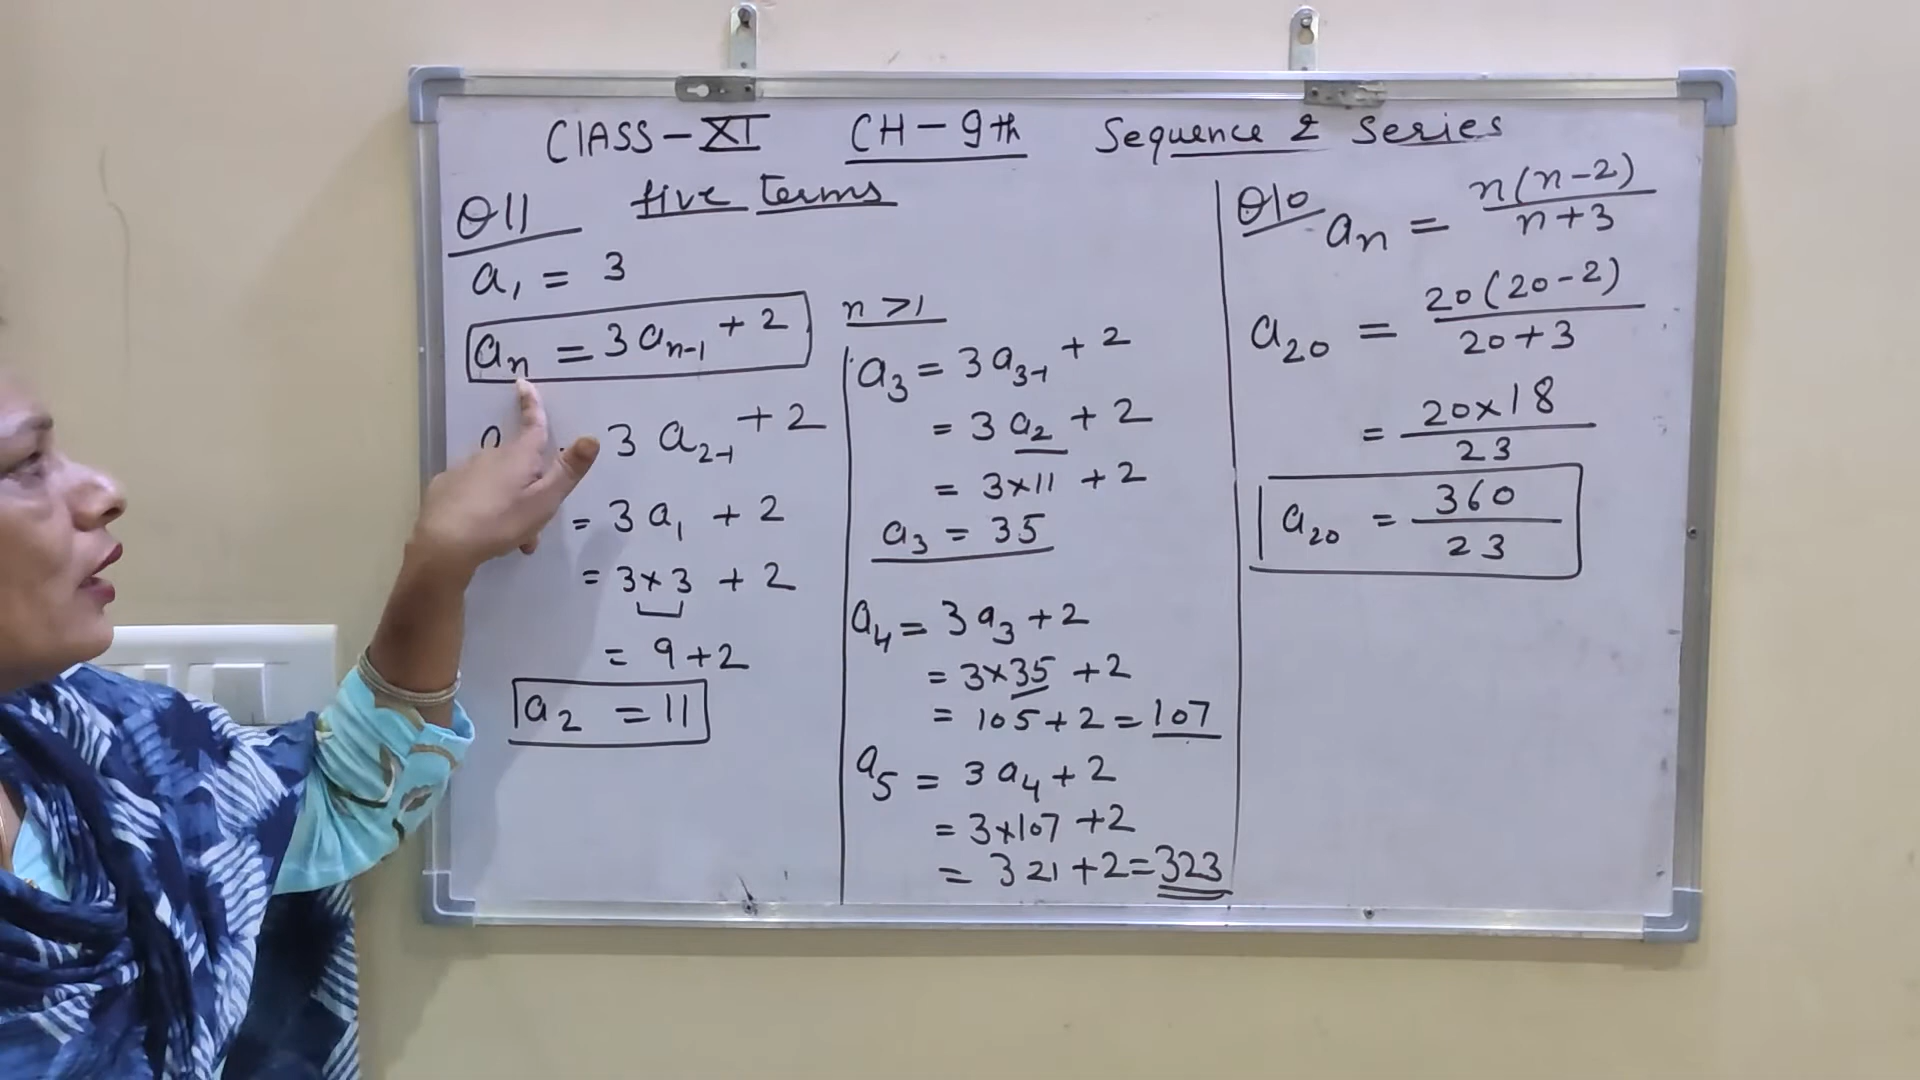 CLASS-XI CH-9th Sequence & Series
Q11 five terms
a₁ = 3
aₙ = 3aₙ₋₁ + 2 n > 1
3 a₂₋₁ + 2
= 3 a₁ + 2
= 3×3 + 2
= 9+2
a₂ = 11
a₃ = 3 a₃₋₁ + 2
= 3 a₂ + 2
= 3×11 + 2
a₃ = 35
a₄ = 3 a₃ + 2
= 3×35 + 2
= 105 + 2 = 107
a₅ = 3 a₄ + 2
= 3×107 + 2
= 321 + 2 = 323
Q10 aₙ = n(n-2)/n+3
a₂₀ = 20(20-2)/20+3
= 20×18/23
a₂₀ = 360/23